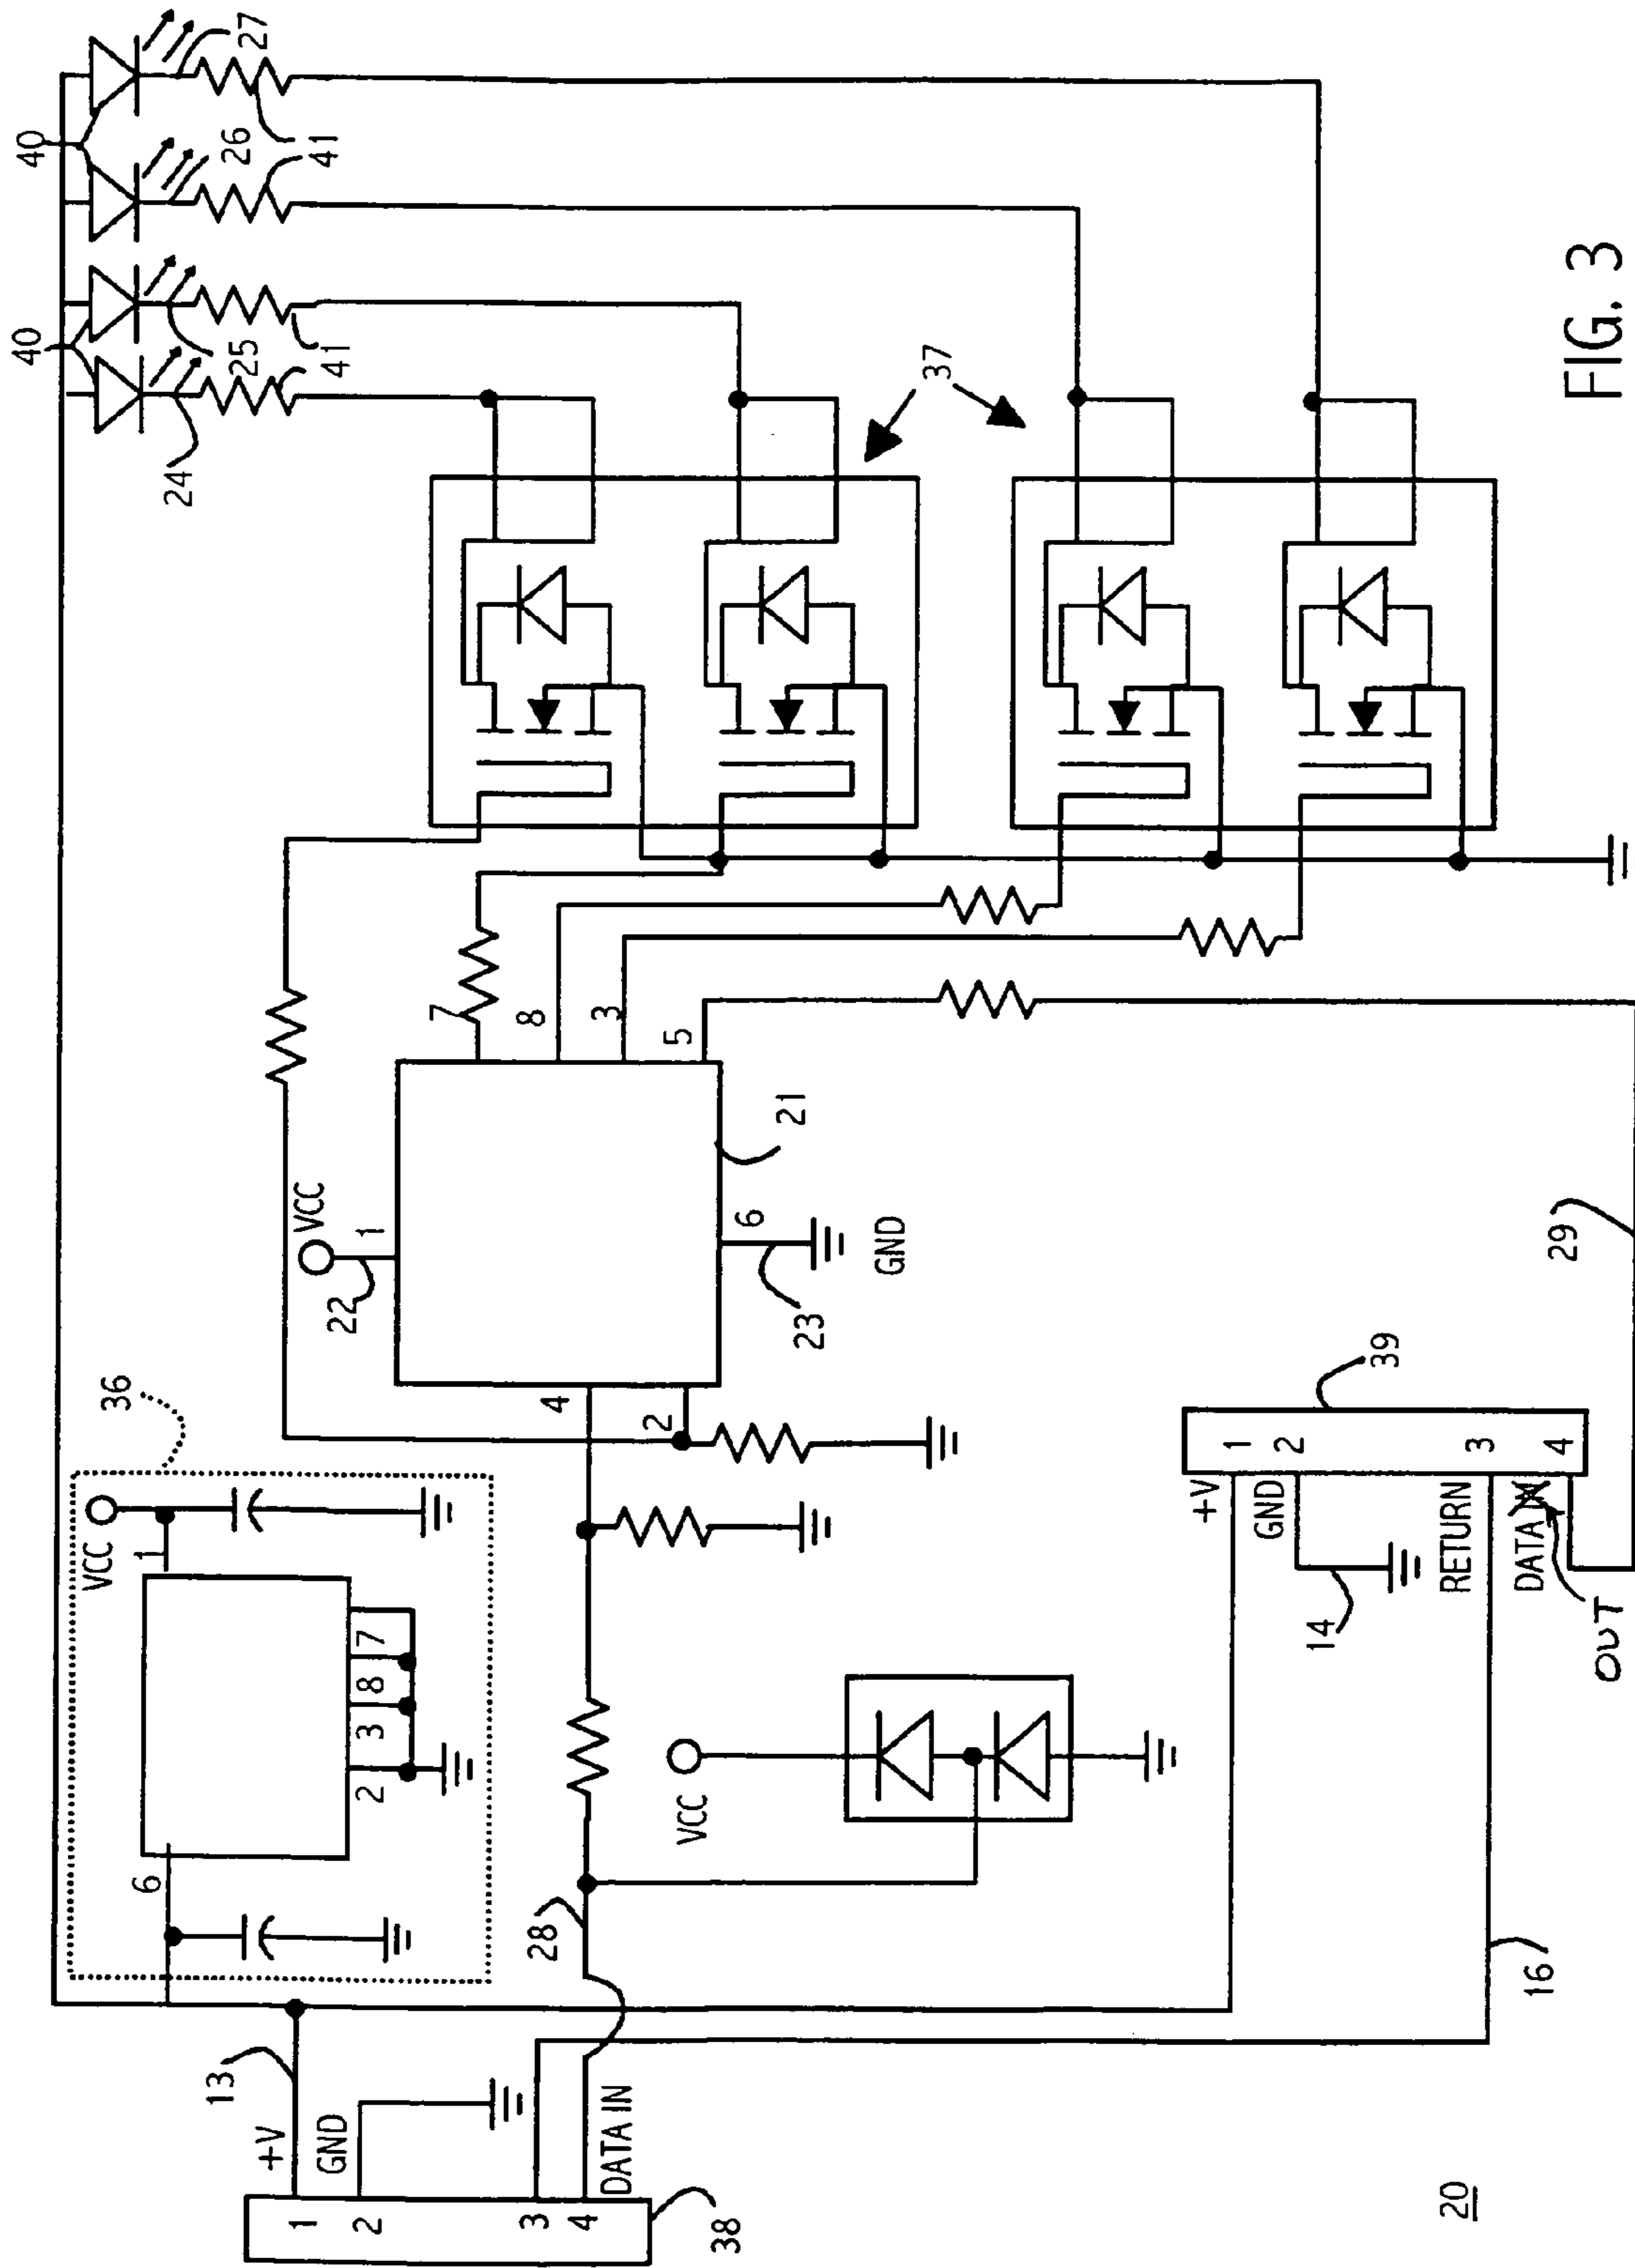 40 40
VCC 36
6 1
24
13 25 26 27
+V
1 VCC 41 41
GND 22 1
2 2 3 8 7
7
3 28 8
4 4
DATA IN 3
2 5
VCC
38
6 21
23
GND
37
+V 1
GND 2
14 39
20 RETURN 3
DATA IN
16 4 29
OUT
FIG. 3